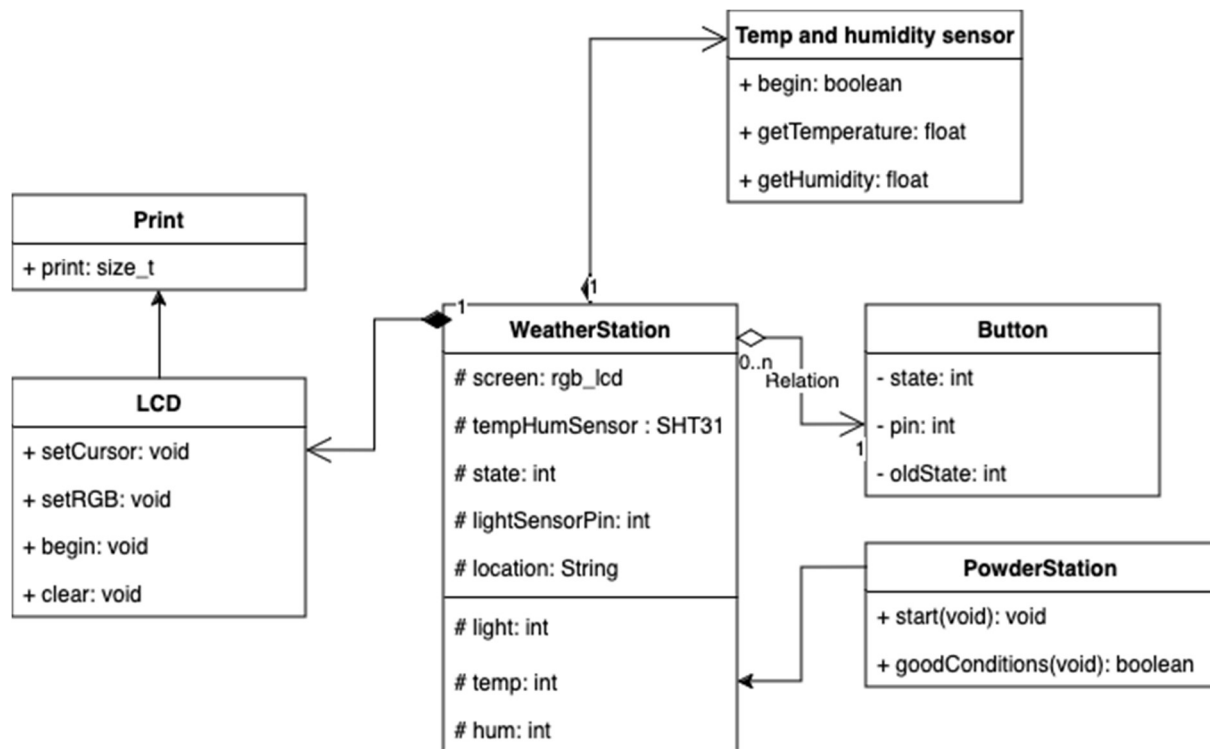 Temp and humidity sensor
+ begin: boolean
+ getTemperature: float
+ getHumidity: float
Print
+ print: size_t
LCD
+ setCursor: void
+ setRGB: void
+ begin: void
+ clear: void
1
1
WeatherStation
# screen: rgb_lcd
# tempHumSensor : SHT31
# state: int
# lightSensorPin: int
# location: String
# light: int
# temp: int
# hum: int
0..n
Relation
1
Button
- state: int
- pin: int
- oldState: int
PowderStation
+ start(void): void
+ goodConditions(void): boolean